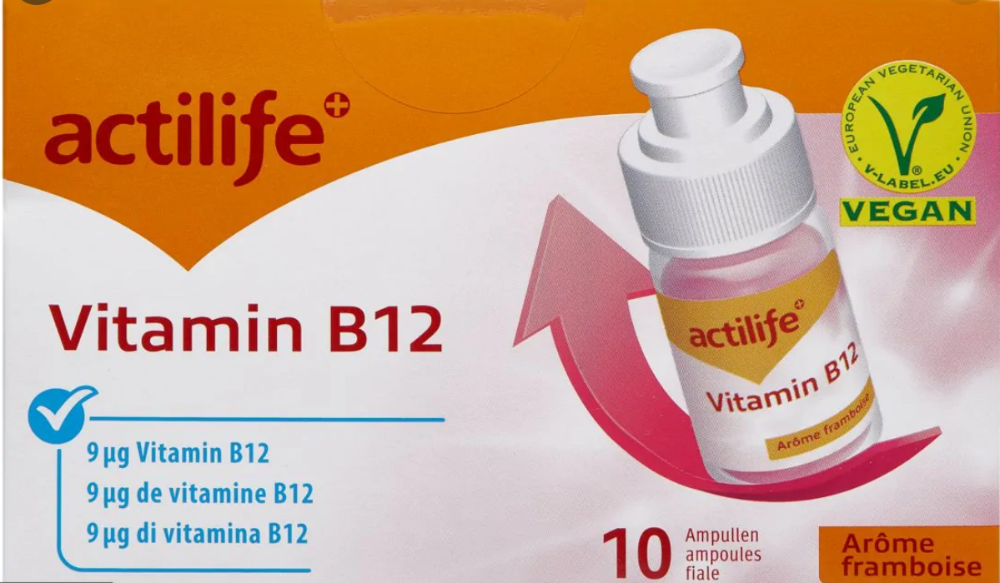 actilife+
EUROPEAN VEGETARIAN UNION
V-LABEL.EU
®
VEGAN
Vitamin B12
9 µg Vitamin B12
9 µg de vitamine B12
9 µg di vitamina B12
actilife+
Vitamin B12
Arôme framboise
10
Ampullen
ampoules
fiale
Arôme
framboise